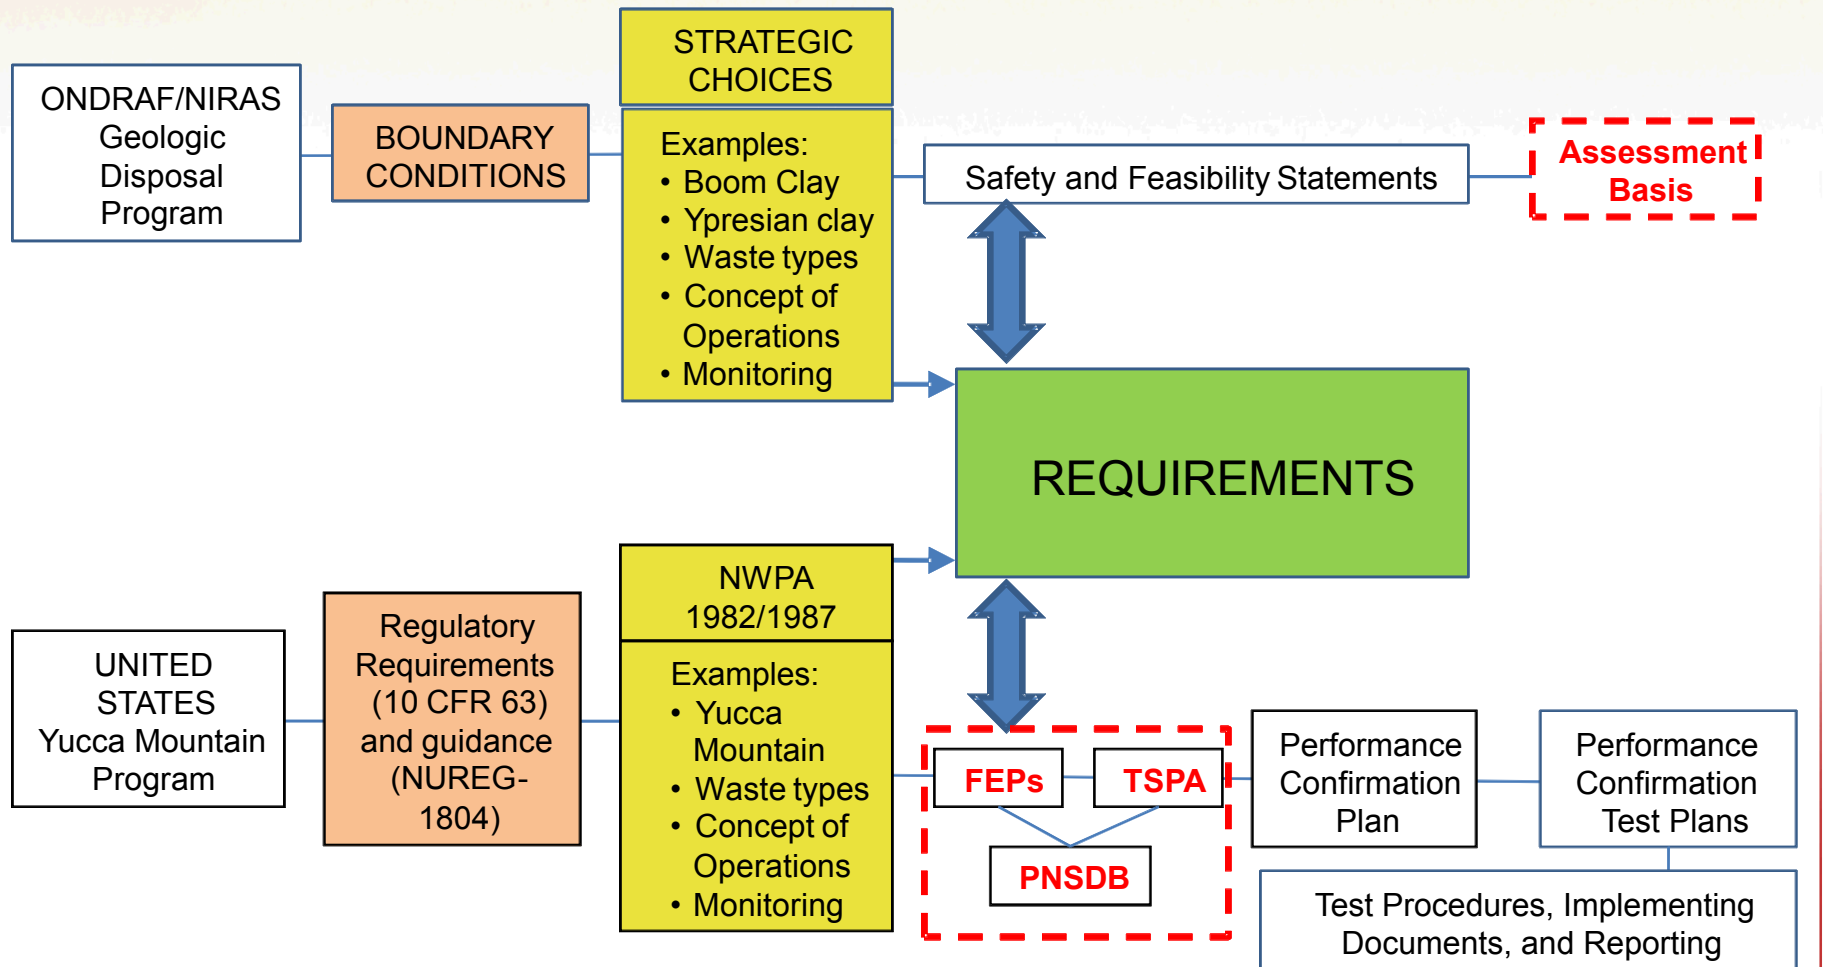 STRATEGIC
CHOICES
ONDRAF/NIRAS
Geologic
Disposal
Program
BOUNDARY
CONDITIONS
Examples:
• Boom Clay
• Ypresian clay
• Waste types
• Concept of
Operations
• Monitoring
Safety and Feasibility Statements
Assessment
Basis
REQUIREMENTS
UNITED
STATES
Yucca Mountain
Program
Regulatory
Requirements
(10 CFR 63)
and guidance
(NUREG-
1804)
NWPA
1982/1987
Examples:
• Yucca
Mountain
• Waste types
• Concept of
Operations
• Monitoring
FEPs
TSPA
PNSDB
Performance
Confirmation
Plan
Performance
Confirmation
Test Plans
Test Procedures, Implementing
Documents, and Reporting